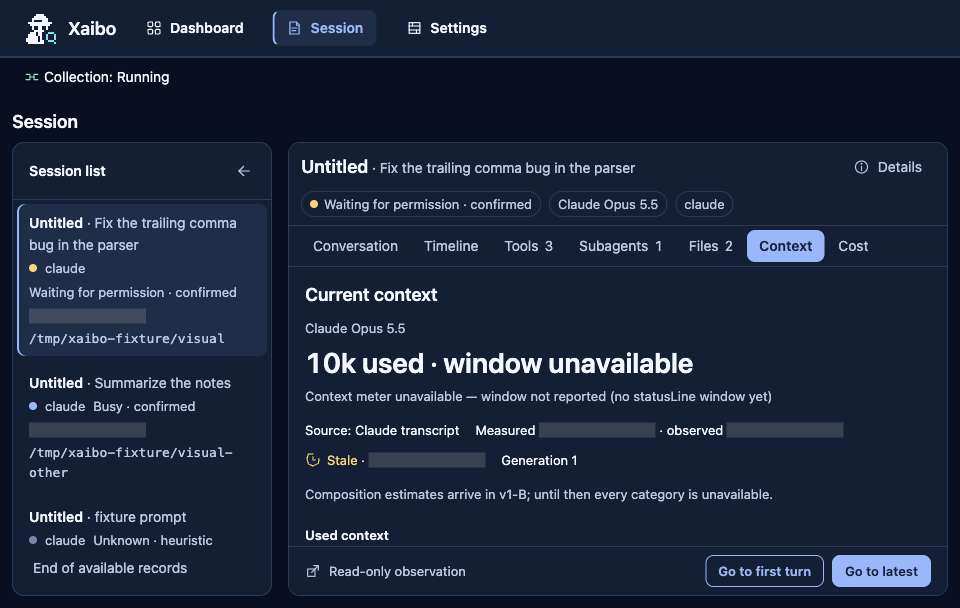 Xaibo
Dashboard
Session
Settings
Collection: Running
Session
Session list
Untitled · Fix the trailing comma
bug in the parser
claude
Waiting for permission · confirmed
/tmp/xaibo-fixture/visual
Untitled · Summarize the notes
claude Busy · confirmed
/tmp/xaibo-fixture/visual-
other
Untitled · fixture prompt
claude Unknown · heuristic
End of available records
Untitled · Fix the trailing comma bug in the parser
Details
Waiting for permission · confirmed
Claude Opus 5.5
claude
Conversation
Timeline
Tools 3
Subagents 1
Files 2
Context
Cost
Current context
Claude Opus 5.5
10k used · window unavailable
Context meter unavailable — window not reported (no statusLine window yet)
Source: Claude transcript Measured · observed
Stale · Generation 1
Composition estimates arrive in v1-B; until then every category is unavailable.
Used context
Read-only observation
Go to first turn
Go to latest